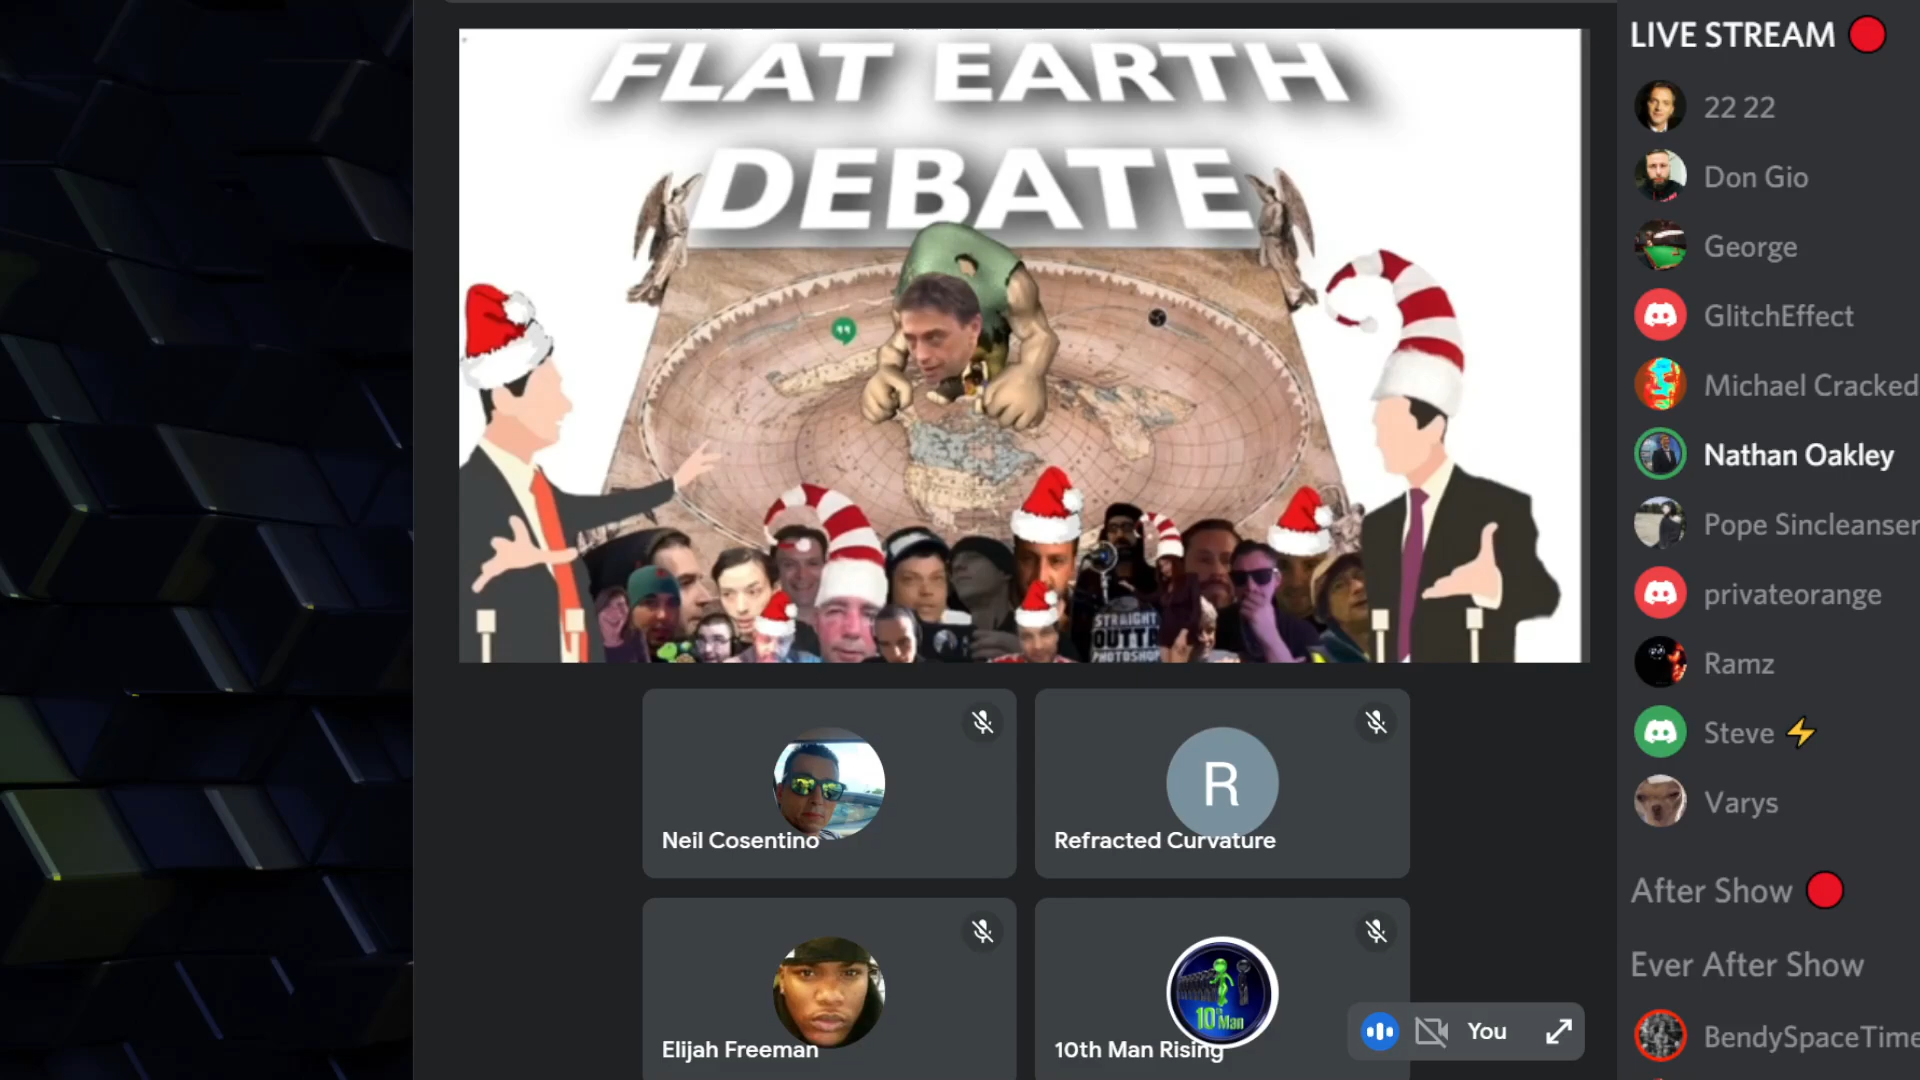 FLAT EARTH
DEBATE
STRAIGHT
OUTTA
PHOTOSHOP
Neil Cosentino
R
Refracted Curvature
Elijah Freeman
10th Man
10th Man Rising
You
LIVE STREAM
22 22
Don Gio
George
GlitchEffect
Michael Cracked
Nathan Oakley
Pope Sincleanser
privateorange
Ramz
Steve
Varys
After Show
Ever After Show
BendySpaceTime